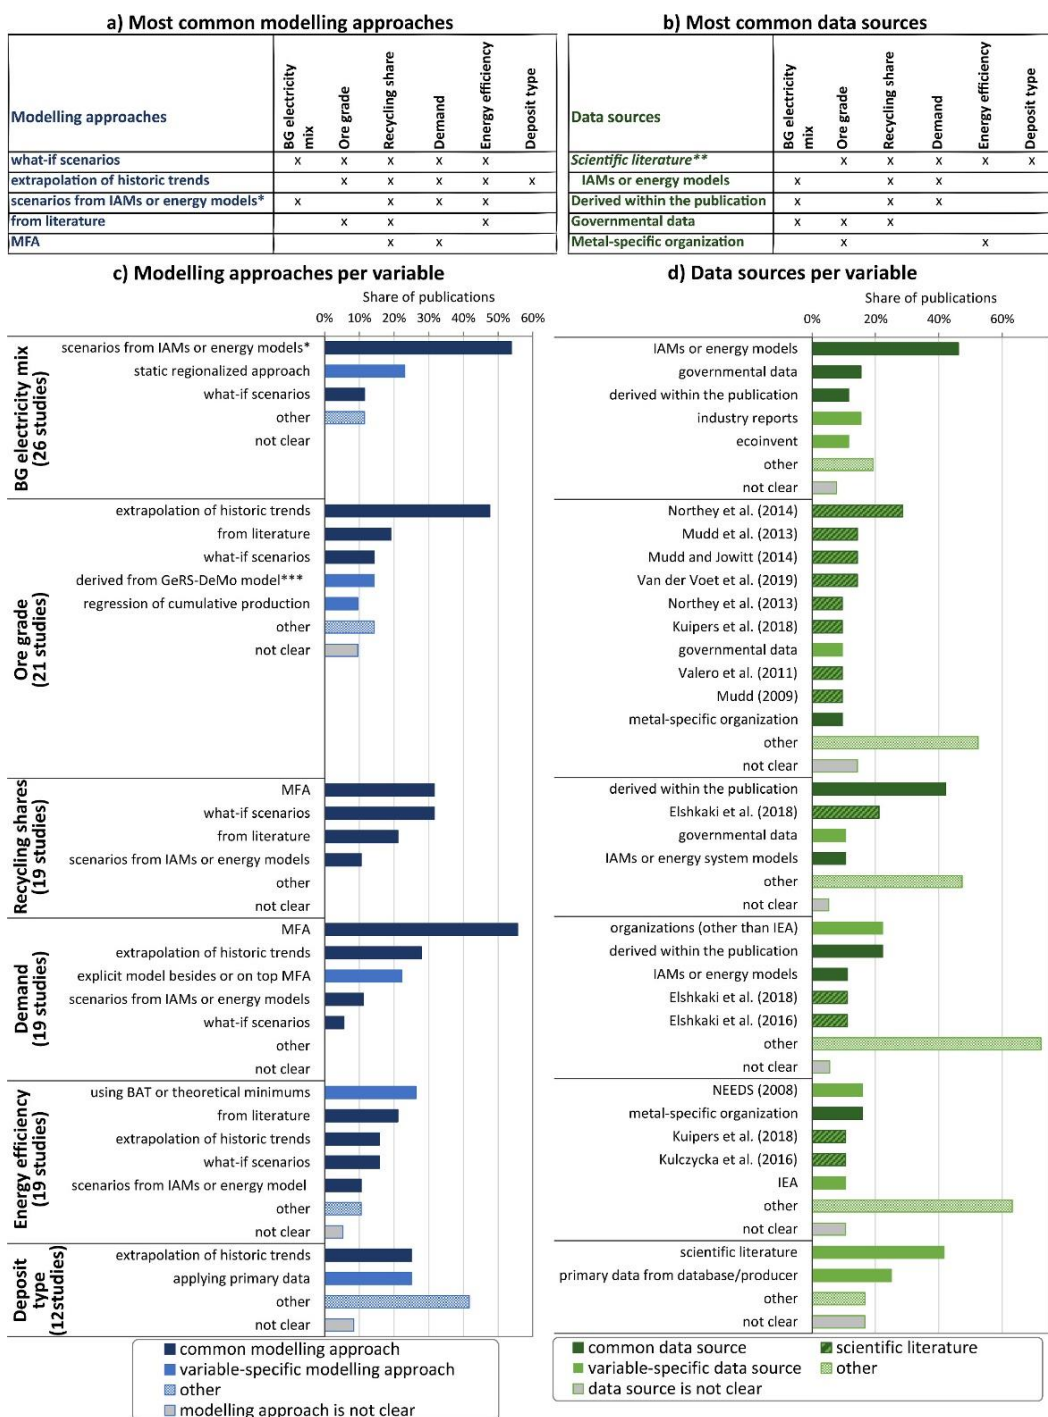 a) Most common modelling approaches
Modelling approaches
BG electricity mix
Ore grade
Recycling share
Demand
Energy efficiency
Deposit type
what-if scenarios x x x x x
extrapolation of historic trends x x x x x
scenarios from IAMs or energy models* x x x x
from literature x x x
MFA x x
b) Most common data sources
Data sources
BG electricity mix
Ore grade
Recycling share
Demand
Energy efficiency
Deposit type
Scientific literature** x x x x x
IAMs or energy models x x x
Derived within the publication x x x
Governmental data x x x
Metal-specific organization x x
c) Modelling approaches per variable
Share of publications
0% 10% 20% 30% 40% 50% 60%
BG electricity mix
(26 studies)
scenarios from IAMs or energy models*
static regionalized approach
what-if scenarios
other
not clear
Ore grade
(21 studies)
extrapolation of historic trends
from literature
what-if scenarios
derived from GeRS-DeMo model***
regression of cumulative production
other
not clear
Recycling shares
(19 studies)
MFA
what-if scenarios
from literature
scenarios from IAMs or energy models
other
not clear
Demand
(19 studies)
MFA
extrapolation of historic trends
explicit model besides or on top MFA
scenarios from IAMs or energy models
what-if scenarios
other
not clear
Energy efficiency
(19 studies)
using BAT or theoretical minimums
from literature
extrapolation of historic trends
what-if scenarios
scenarios from IAMs or energy model
other
not clear
Deposit
type
(12studies)
extrapolation of historic trends
applying primary data
other
not clear
common modelling approach
variable-specific modelling approach
other
modelling approach is not clear
d) Data sources per variable
Share of publications
0% 20% 40% 60%
IAMs or energy models
governmental data
derived within the publication
industry reports
ecoinvent
other
not clear
Northey et al. (2014)
Mudd et al. (2013)
Mudd and Jowitt (2014)
Van der Voet et al. (2019)
Northey et al. (2013)
Kuipers et al. (2018)
governmental data
Valero et al. (2011)
Mudd (2009)
metal-specific organization
other
not clear
derived within the publication
Elshkaki et al. (2018)
governmental data
IAMs or energy system models
other
not clear
organizations (other than IEA)
derived within the publication
IAMs or energy models
Elshkaki et al. (2018)
Elshkaki et al. (2016)
other
not clear
NEEDS (2008)
metal-specific organization
Kuipers et al. (2018)
Kulczycka et al. (2016)
IEA
other
not clear
scientific literature
primary data from database/producer
other
not clear
common data source
scientific literature
variable-specific data source
other
data source is not clear